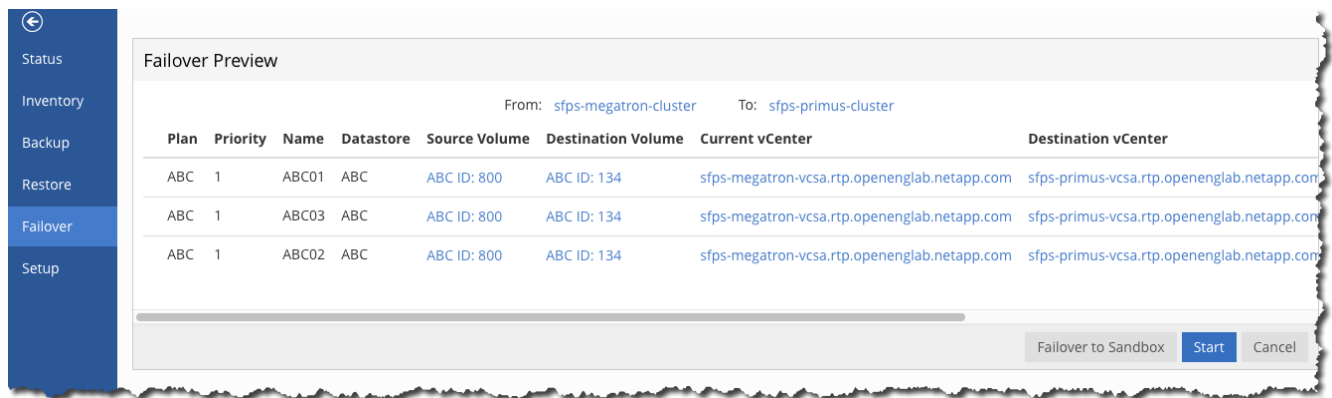 Status
Inventory
Backup
Restore
Failover
Setup
Failover Preview
From: sfps-megatron-cluster To: sfps-primus-cluster
Plan Priority Name Datastore Source Volume Destination Volume Current vCenter Destination vCenter
ABC 1 ABC01 ABC ABC ID: 800 ABC ID: 134 sfps-megatron-vcsa.rtp.openenglab.netapp.com sfps-primus-vcsa.rtp.openenglab.netapp.com
ABC 1 ABC03 ABC ABC ID: 800 ABC ID: 134 sfps-megatron-vcsa.rtp.openenglab.netapp.com sfps-primus-vcsa.rtp.openenglab.netapp.com
ABC 1 ABC02 ABC ABC ID: 800 ABC ID: 134 sfps-megatron-vcsa.rtp.openenglab.netapp.com sfps-primus-vcsa.rtp.openenglab.netapp.com
Failover to Sandbox Start Cancel